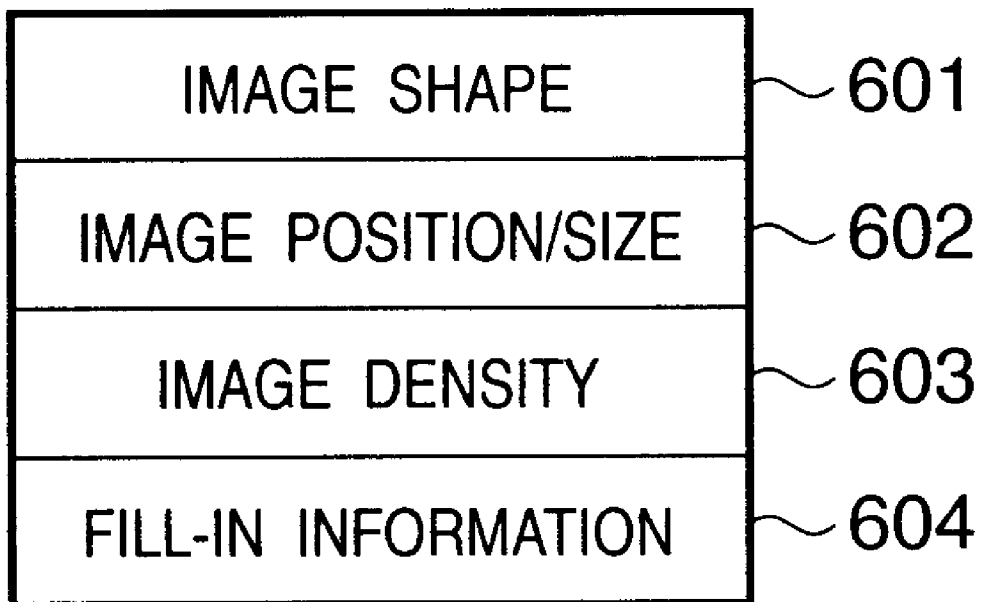 IMAGE SHAPE 601
IMAGE POSITION/SIZE 602
IMAGE DENSITY 603
FILL-IN INFORMATION 604